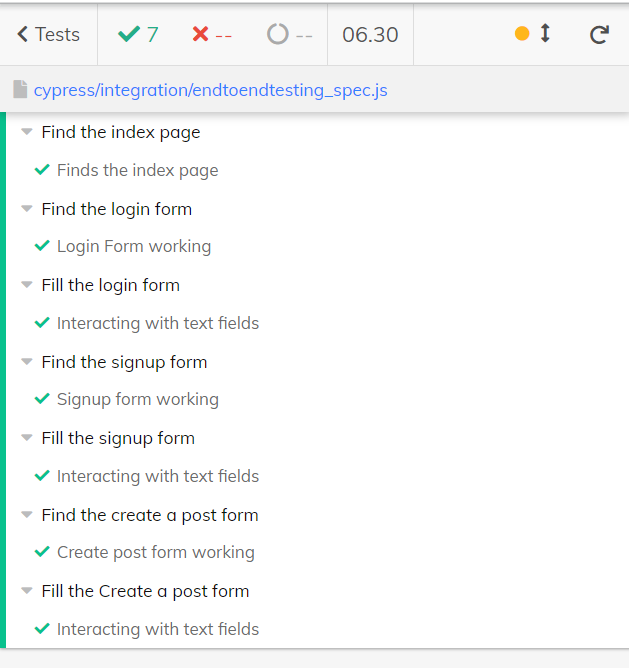 Tests 7 -- -- 06.30
cypress/integration/endtoendtesting_spec.js
Find the index page
Finds the index page
Find the login form
Login Form working
Fill the login form
Interacting with text fields
Find the signup form
Signup form working
Fill the signup form
Interacting with text fields
Find the create a post form
Create post form working
Fill the Create a post form
Interacting with text fields